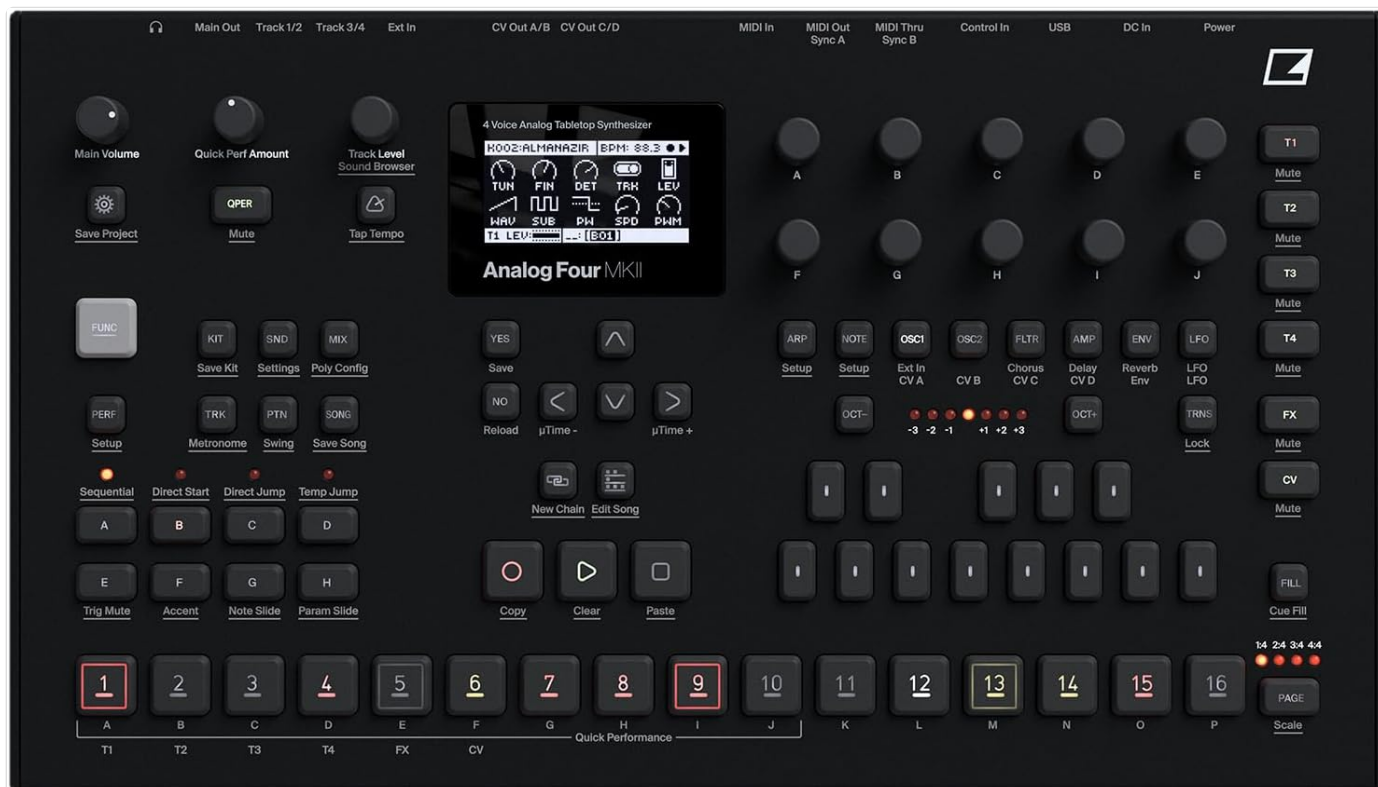 Main Out Track 1/2 Track 3/4 Ext In CV Out A/B CV Out C/D MIDI In MIDI Out MIDI Thru Control In USB DC In Power
Sync A Sync B
4 Voice Analog Tabletop Synthesizer
K002:ALMANAZIR BPM: 88.3
TUN FIN DET TRK LEV
WAV SUB PW SPD PWM
T1 LEV: __: [B01]
Analog Four MKII
Main Volume Quick Perf Amount Track Level
Sound Browser
QPER
Save Project Mute Tap Tempo
A B C D E
F G H I J
T1
Mute
T2
Mute
T3
Mute
T4
Mute
FX
Mute
CV
Mute
FUNC
KIT SND MIX
Save Kit Settings Poly Config
PERF TRK PTN SONG
Setup Metronome Swing Save Song
YES
Save
NO
Reload µTime - µTime +
New Chain Edit Song
ARP NOTE OSC1 OSC2 FLTR AMP ENV LFO
Setup Setup Ext In Chorus Delay Reverb LFO
CV A CV B CV C CV D Env LFO
OCT- OCT+ TRNS
-3 -2 -1 +1 +2 +3
Lock
Sequential Direct Start Direct Jump Temp Jump
A B C D
E F G H
Trig Mute Accent Note Slide Param Slide
Copy Clear Paste
FILL
Cue Fill
1:4 2:4 3:4 4:4
1 2 3 4 5 6 7 8 9 10 11 12 13 14 15 16
PAGE
Scale
A B C D E F G H I J K L M N O P
Quick Performance
T1 T2 T3 T4 FX CV